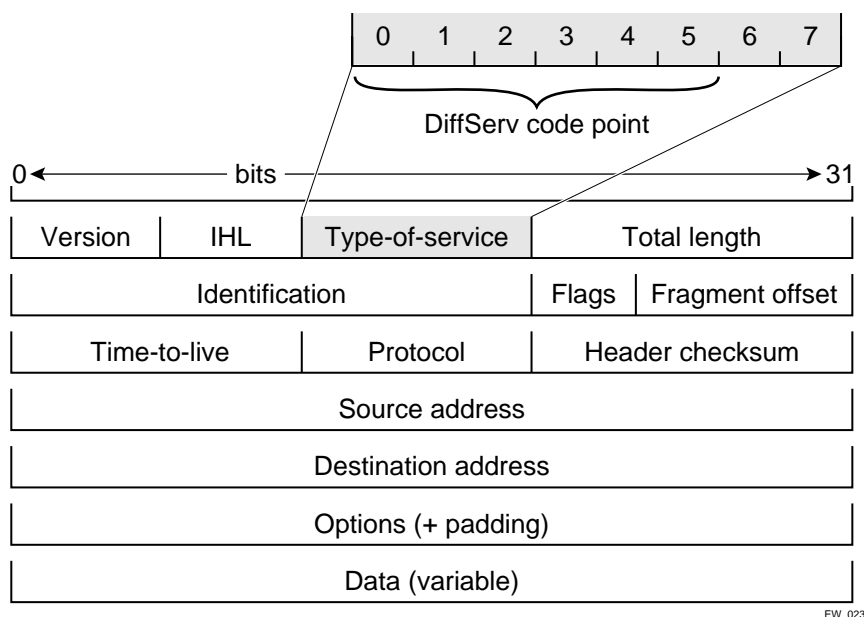 0 1 2 3 4 5 6 7
DiffServ code point
0 bits 31
Version IHL Type-of-service Total length
Identification Flags Fragment offset
Time-to-live Protocol Header checksum
Source address
Destination address
Options (+ padding)
Data (variable)
EW_023